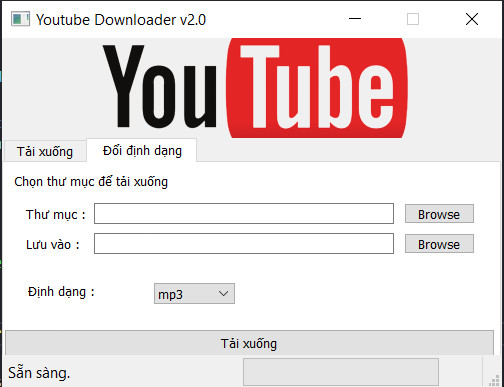 Youtube Downloader v2.0
YouTube
Tải xuống
Đổi định dạng
Chọn thư mục để tải xuống
Thư mục :
Browse
Lưu vào :
Browse
Định dạng :
mp3
Tải xuống
Sẵn sàng.